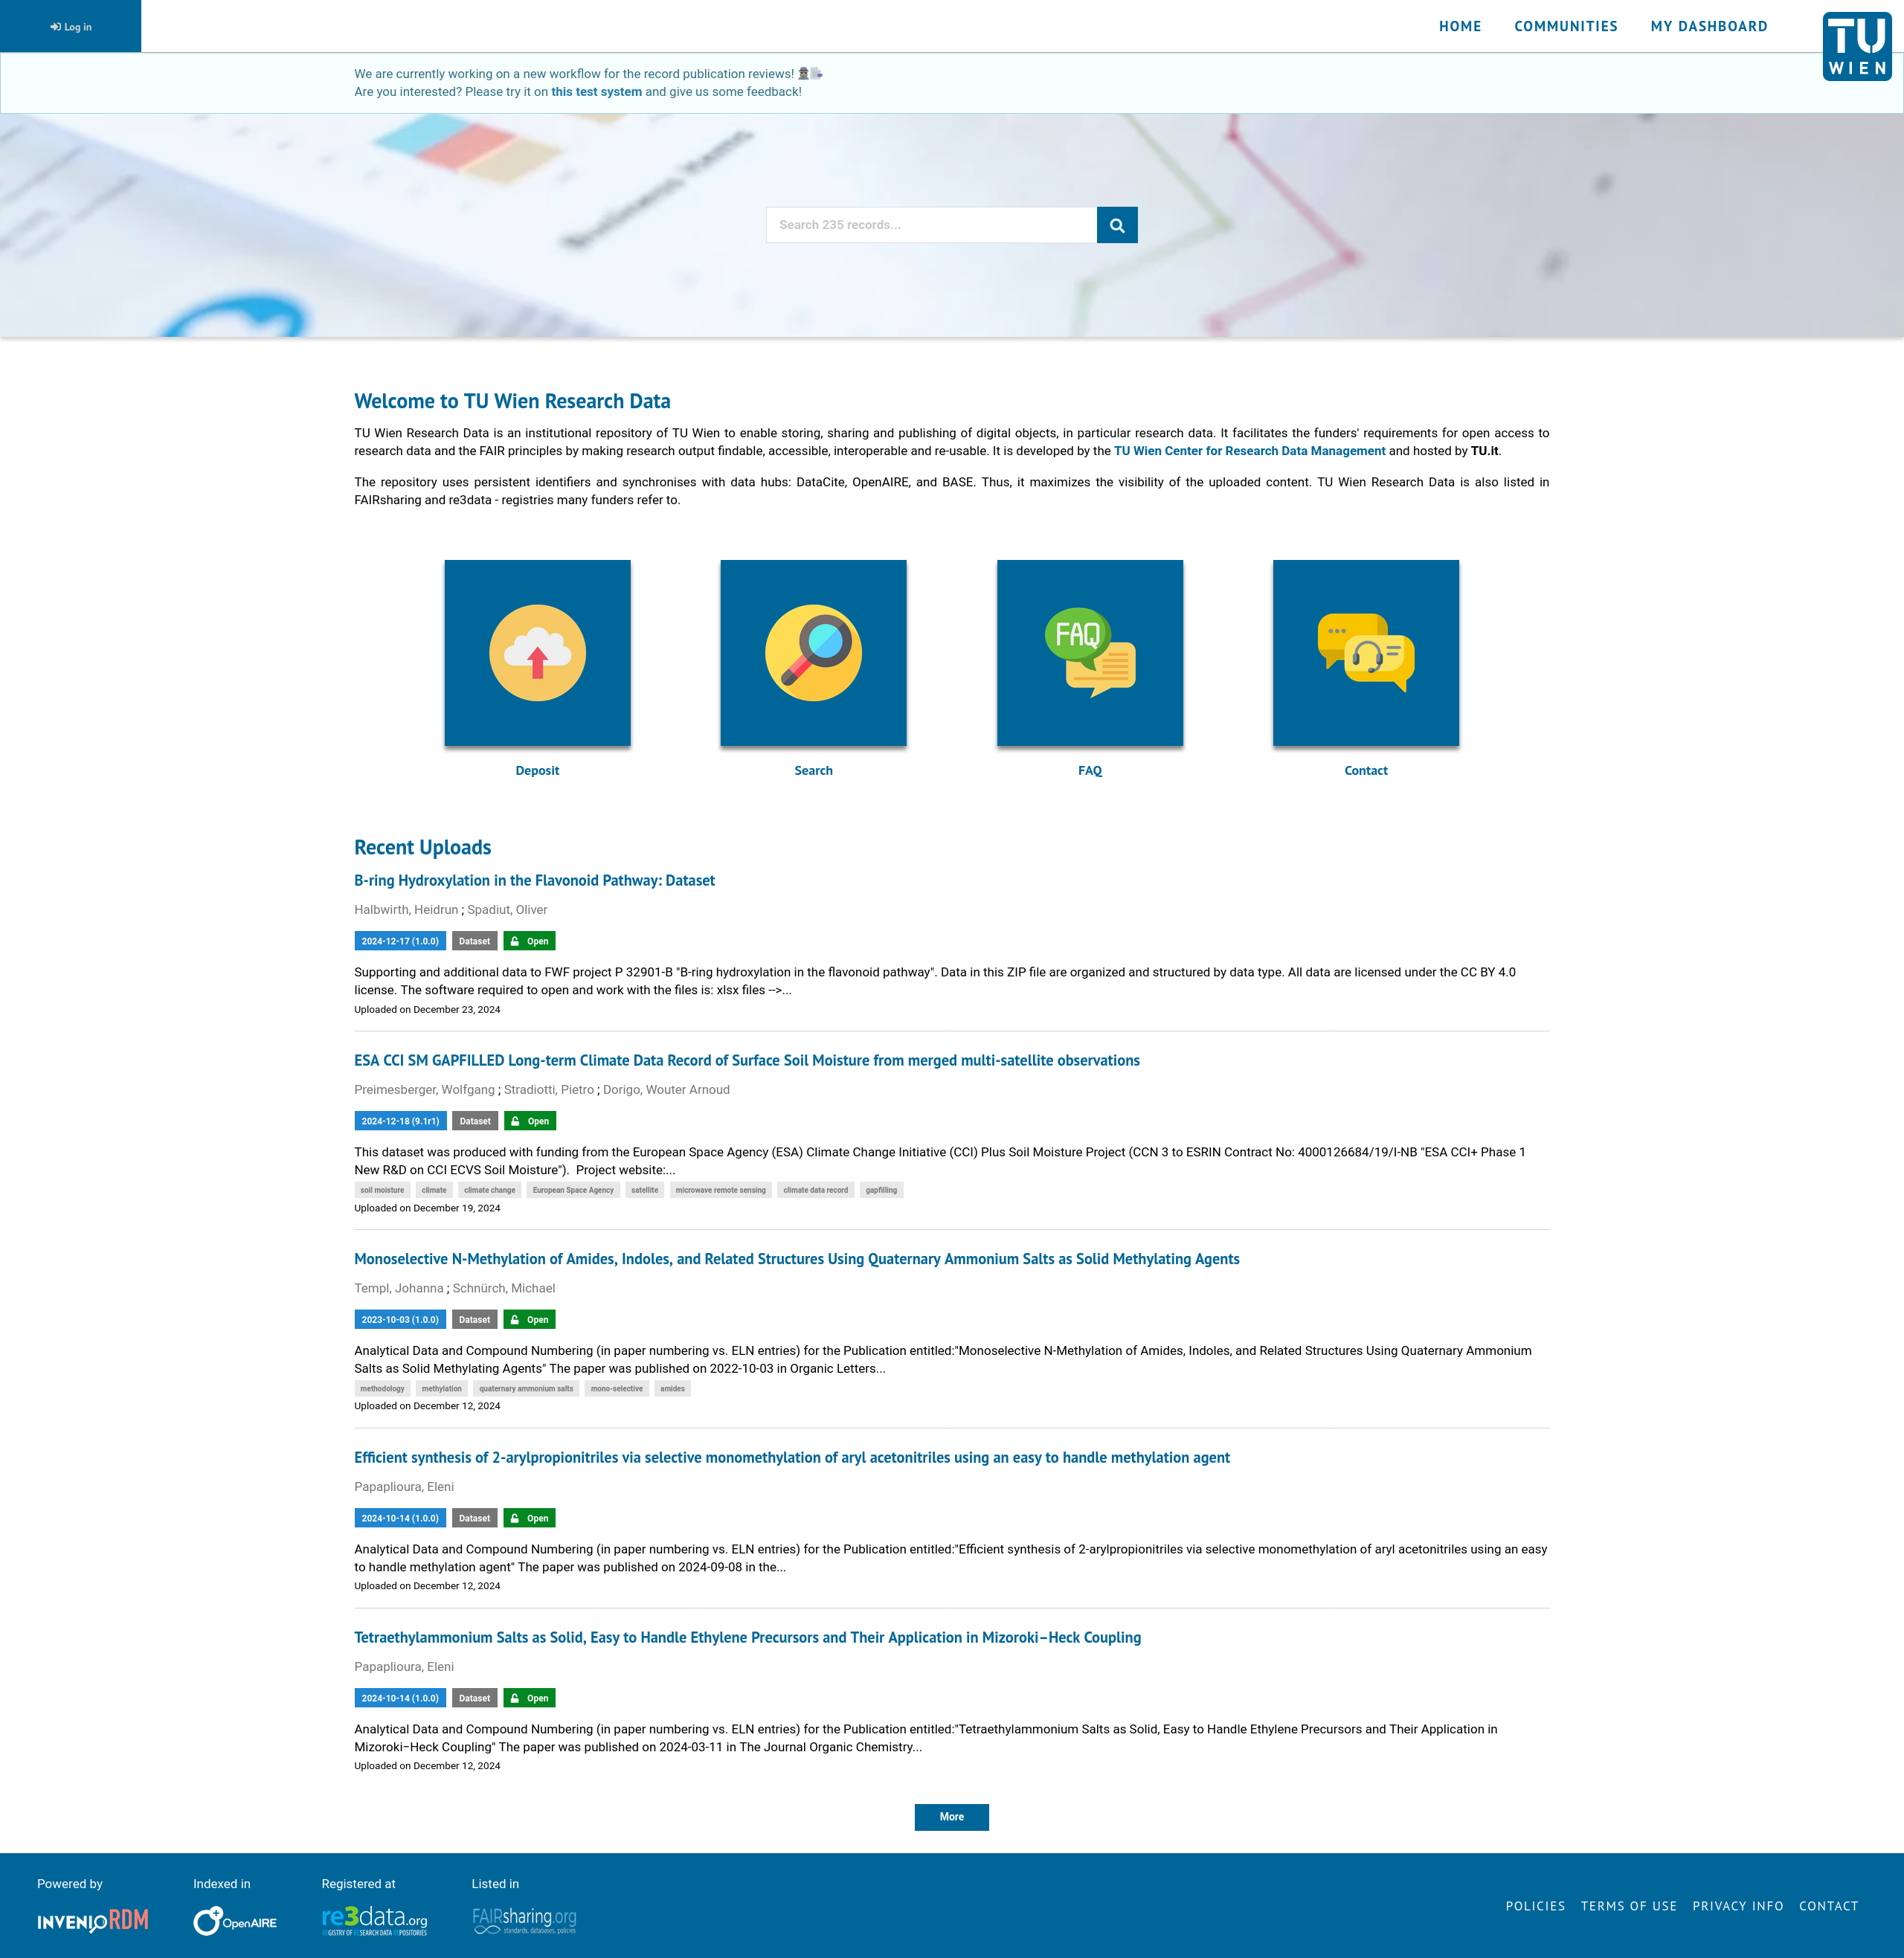 Log in
HOME COMMUNITIES MY DASHBOARD
TU
WIEN
We are currently working on a new workflow for the record publication reviews!
Are you interested? Please try it on this test system and give us some feedback!
Search 235 records...
Welcome to TU Wien Research Data
TU Wien Research Data is an institutional repository of TU Wien to enable storing, sharing and publishing of digital objects, in particular research data. It facilitates the funders' requirements for open access to
research data and the FAIR principles by making research output findable, accessible, interoperable and re-usable. It is developed by the TU Wien Center for Research Data Management and hosted by TU.it.
The repository uses persistent identifiers and synchronises with data hubs: DataCite, OpenAIRE, and BASE. Thus, it maximizes the visibility of the uploaded content. TU Wien Research Data is also listed in
FAIRsharing and re3data - registries many funders refer to.
FAQ
Deposit Search FAQ Contact
Recent Uploads
B-ring Hydroxylation in the Flavonoid Pathway: Dataset
Halbwirth, Heidrun ; Spadiut, Oliver
2024-12-17 (1.0.0) Dataset Open
Supporting and additional data to FWF project P 32901-B "B-ring hydroxylation in the flavonoid pathway". Data in this ZIP file are organized and structured by data type. All data are licensed under the CC BY 4.0
license. The software required to open and work with the files is: xlsx files -->...
Uploaded on December 23, 2024
ESA CCI SM GAPFILLED Long-term Climate Data Record of Surface Soil Moisture from merged multi-satellite observations
Preimesberger, Wolfgang ; Stradiotti, Pietro ; Dorigo, Wouter Arnoud
2024-12-18 (9.1r1) Dataset Open
This dataset was produced with funding from the European Space Agency (ESA) Climate Change Initiative (CCI) Plus Soil Moisture Project (CCN 3 to ESRIN Contract No: 4000126684/19/I-NB "ESA CCI+ Phase 1
New R&D on CCI ECVS Soil Moisture"). Project website:...
soil moisture climate climate change European Space Agency satellite microwave remote sensing climate data record gapfilling
Uploaded on December 19, 2024
Monoselective N-Methylation of Amides, Indoles, and Related Structures Using Quaternary Ammonium Salts as Solid Methylating Agents
Templ, Johanna ; Schnürch, Michael
2023-10-03 (1.0.0) Dataset Open
Analytical Data and Compound Numbering (in paper numbering vs. ELN entries) for the Publication entitled:"Monoselective N-Methylation of Amides, Indoles, and Related Structures Using Quaternary Ammonium
Salts as Solid Methylating Agents" The paper was published on 2022-10-03 in Organic Letters...
methodology methylation quaternary ammonium salts mono-selective amides
Uploaded on December 12, 2024
Efficient synthesis of 2-arylpropionitriles via selective monomethylation of aryl acetonitriles using an easy to handle methylation agent
Papaplioura, Eleni
2024-10-14 (1.0.0) Dataset Open
Analytical Data and Compound Numbering (in paper numbering vs. ELN entries) for the Publication entitled:"Efficient synthesis of 2-arylpropionitriles via selective monomethylation of aryl acetonitriles using an easy
to handle methylation agent" The paper was published on 2024-09-08 in the...
Uploaded on December 12, 2024
Tetraethylammonium Salts as Solid, Easy to Handle Ethylene Precursors and Their Application in Mizoroki–Heck Coupling
Papaplioura, Eleni
2024-10-14 (1.0.0) Dataset Open
Analytical Data and Compound Numbering (in paper numbering vs. ELN entries) for the Publication entitled:"Tetraethylammonium Salts as Solid, Easy to Handle Ethylene Precursors and Their Application in
Mizoroki–Heck Coupling" The paper was published on 2024-03-11 in The Journal Organic Chemistry...
Uploaded on December 12, 2024
More
Powered by Indexed in Registered at Listed in
INVENIO RDM OpenAIRE re3data.org FAIRsharing.org
REGISTRY OF RESEARCH DATA REPOSITORIES standards, databases, policies
POLICIES TERMS OF USE PRIVACY INFO CONTACT